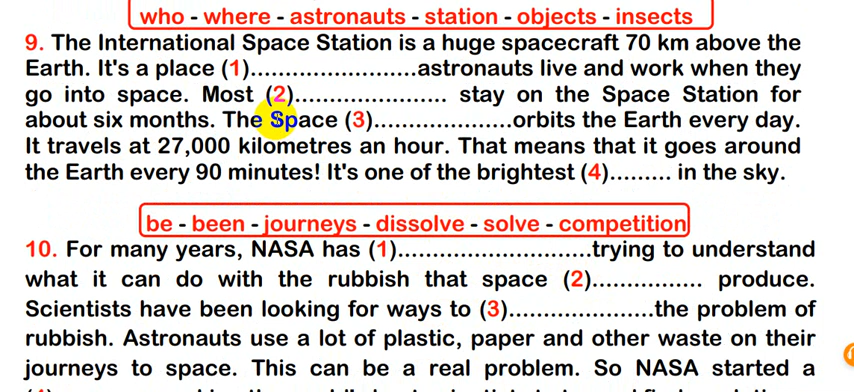 who - where - astronauts - station - objects - insects
9. The International Space Station is a huge spacecraft 70 km above the
Earth. It's a place (1)........................astronauts live and work when they
go into space. Most (2)...................... stay on the Space Station for
about six months. The Space (3)....................orbits the Earth every day.
It travels at 27,000 kilometres an hour. That means that it goes around
the Earth every 90 minutes! It's one of the brightest (4)......... in the sky.
be - been - journeys - dissolve - solve - competition
10. For many years, NASA has (1)............................trying to understand
what it can do with the rubbish that space (2)................ produce.
Scientists have been looking for ways to (3).....................the problem of
rubbish. Astronauts use a lot of plastic, paper and other waste on their
journeys to space. This can be a real problem. So NASA started a